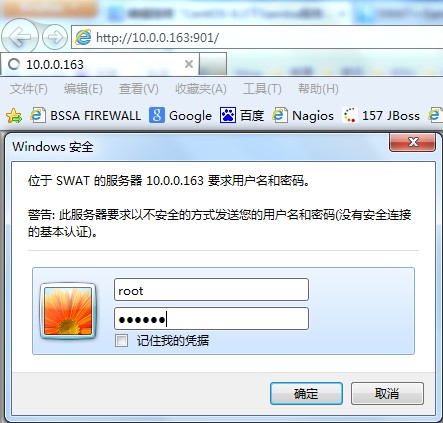 http://10.0.0.163:901/
10.0.0.163
文件(F) 编辑(E) 查看(V) 收藏夹(A) 工具(T) 帮助(H)
BSSA FIREWALL Google 百度 Nagios 157 JBoss
Windows 安全
位于 SWAT 的服务器 10.0.0.163 要求用户名和密码。
警告: 此服务器要求以不安全的方式发送您的用户名和密码(没有安全连接
的基本认证)。
root
●●●●●●
记住我的凭据
确定 取消